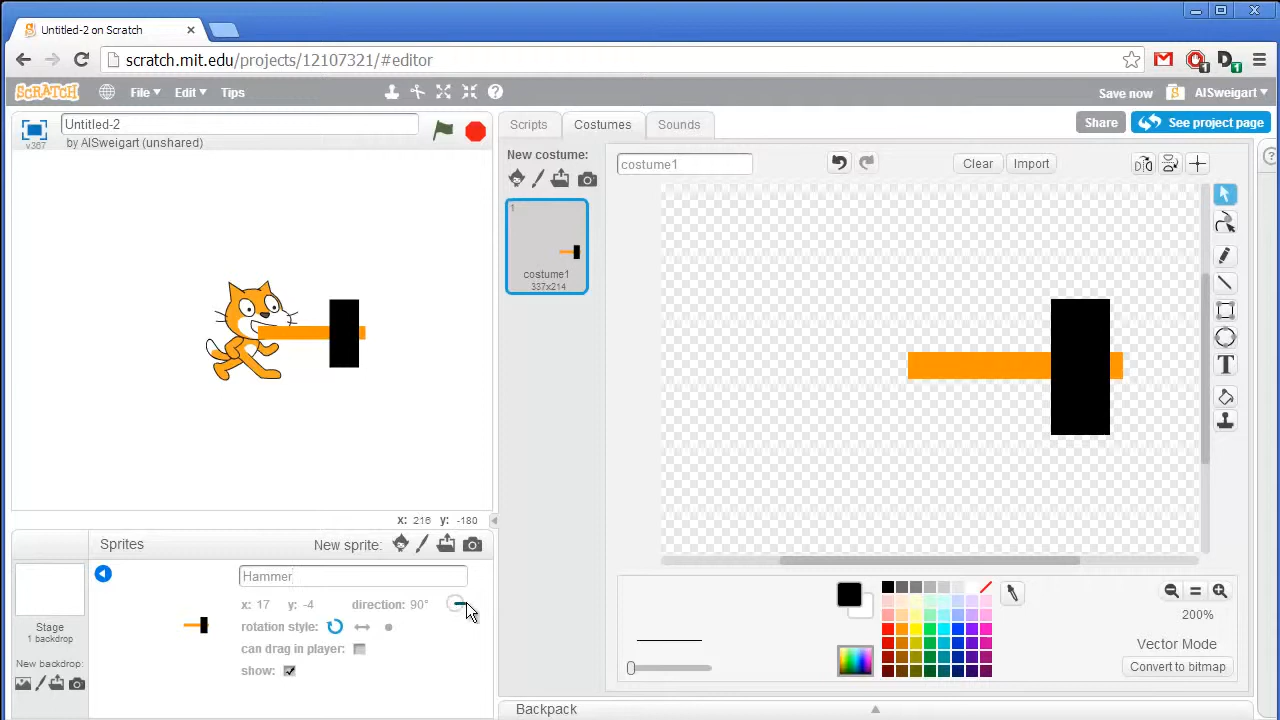 Untitled-2 on Scratch
scratch.mit.edu/projects/12107321/#editor
SCRATCH File Edit Tips Save now AlSweigart
Untitled-2
by AlSweigart (unshared)
v387
Scripts Costumes Sounds Share See project page
New costume:
costume1 Clear Import
1
costume1
337x214
x: 216 y: -180
Sprites New sprite:
Hammer
x: 17 y: -4 direction: 90°
rotation style:
can drag in player:
show:
Stage
1 backdrop
New backdrop:
T
200%
Vector Mode
Convert to bitmap
Backpack